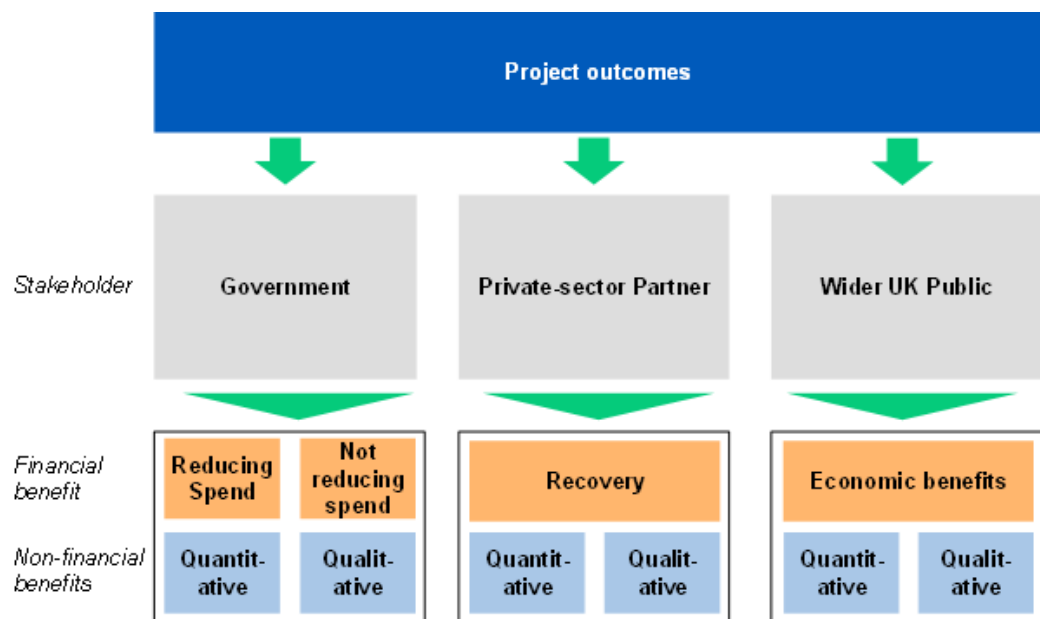 Project outcomes
Stakeholder
Government
Private-sector Partner
Wider UK Public
Financial
benefit
Reducing
Spend
Not
reducing
spend
Recovery
Economic benefits
Non-financial
benefits
Quantit-
ative
Qualit-
ative
Quantit-
ative
Qualit-
ative
Quantit-
ative
Qualit-
ative